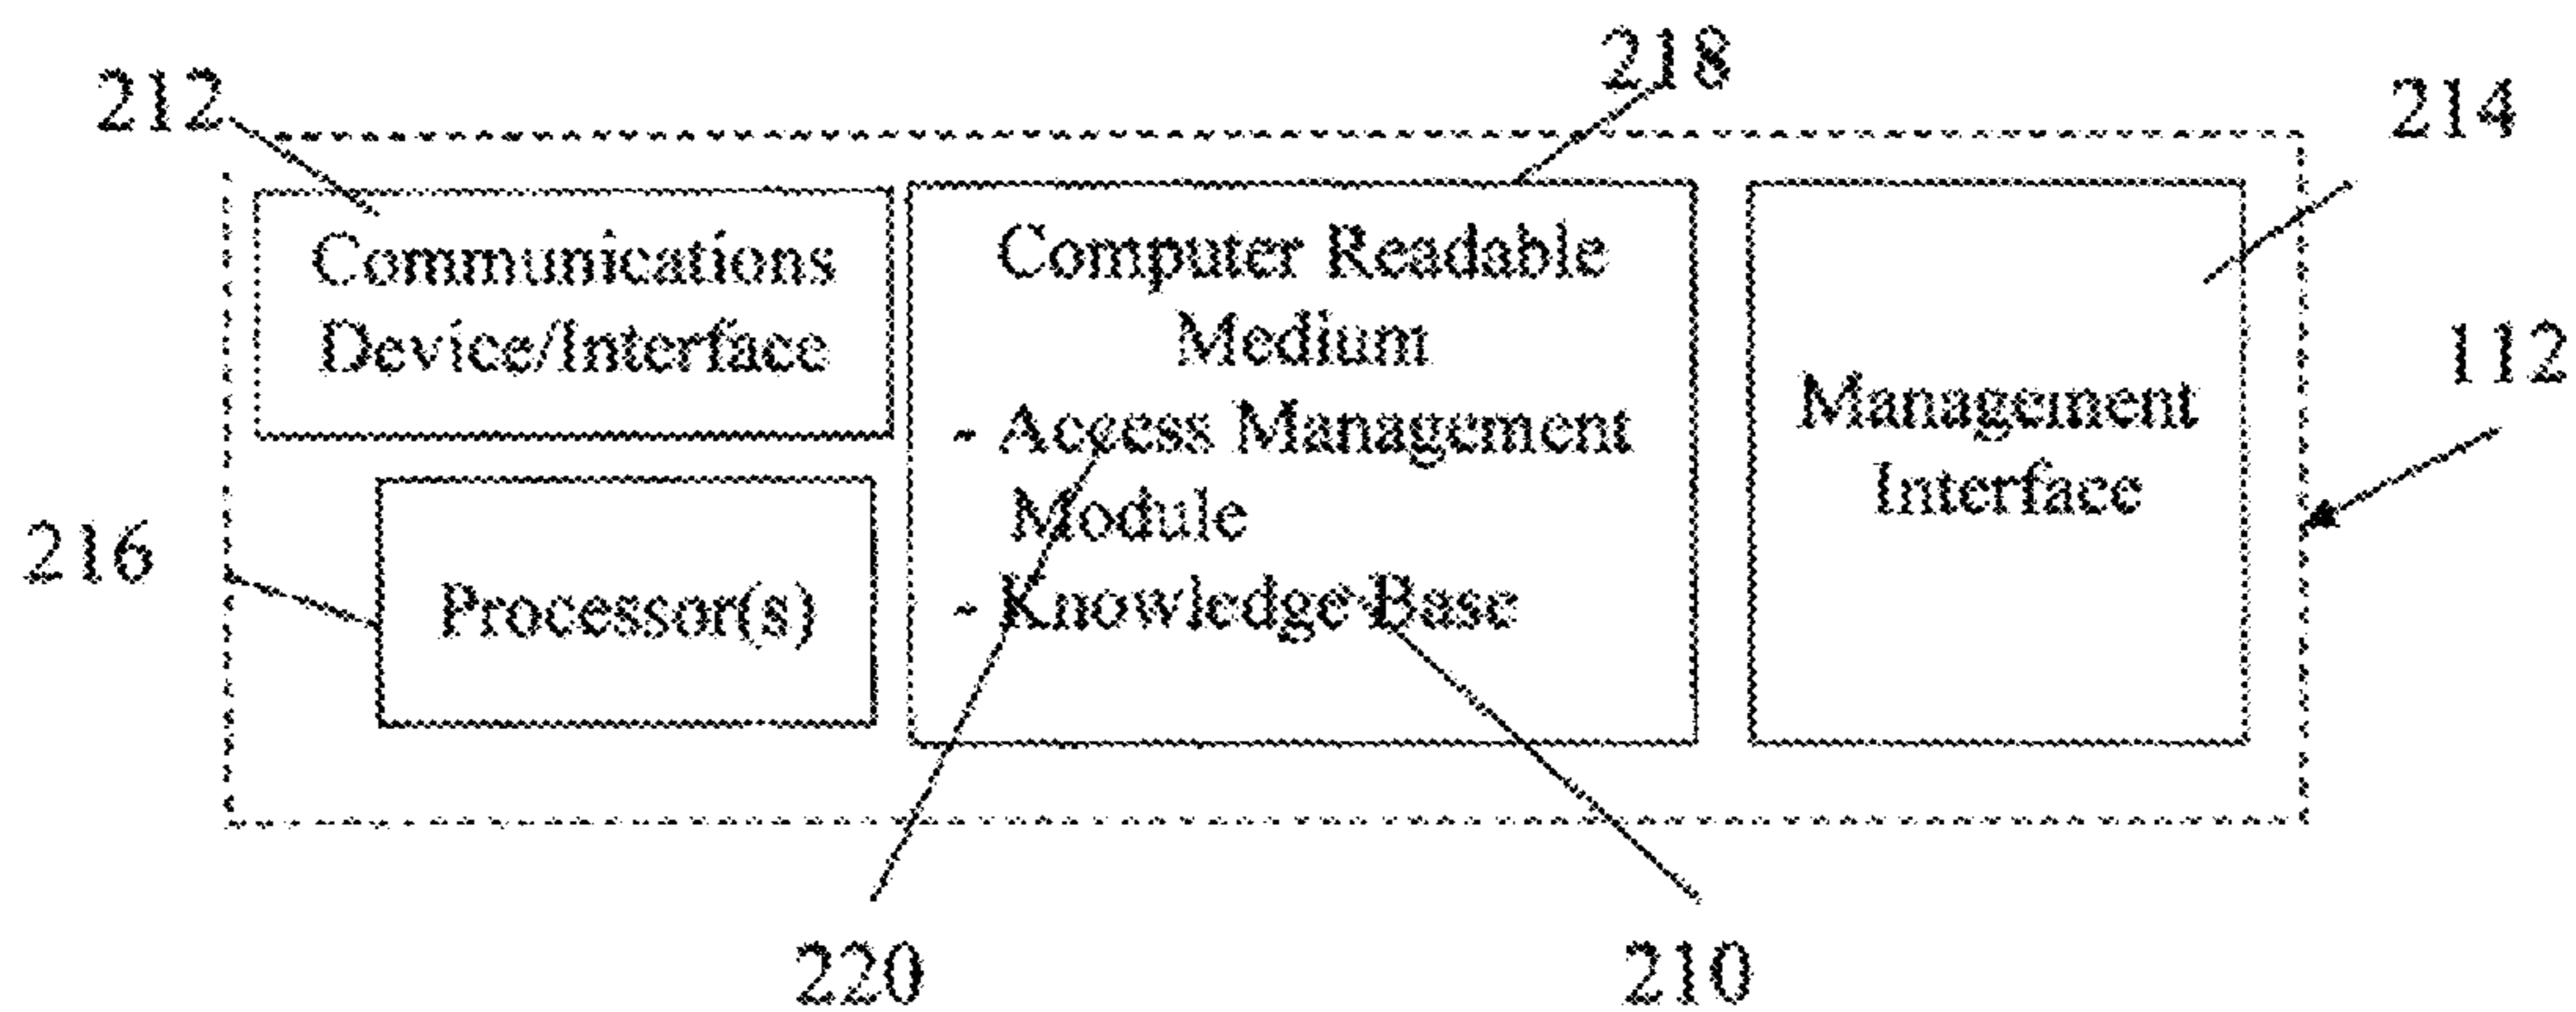 218
212
214
Communications
Device/Interface
Computer Readable
Medium
- Access Management
Module
- Knowledge Base
Management
Interface
112
216
Processor(s)
220
210